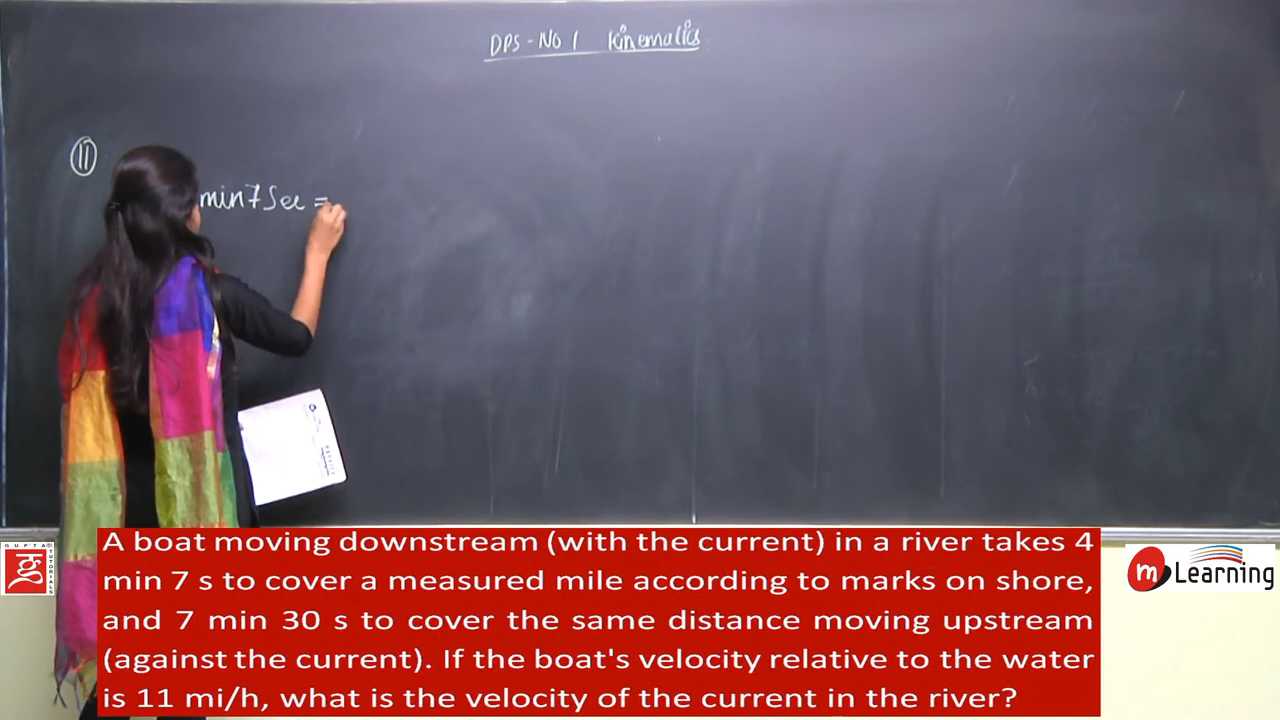 DPS - No 1 Kinematics
11
min 7 Sec =
A boat moving downstream (with the current) in a river takes 4
min 7 s to cover a measured mile according to marks on shore,
and 7 min 30 s to cover the same distance moving upstream
(against the current). If the boat's velocity relative to the water
is 11 mi/h, what is the velocity of the current in the river?
GUPTA
TUTORIALS
m Learning